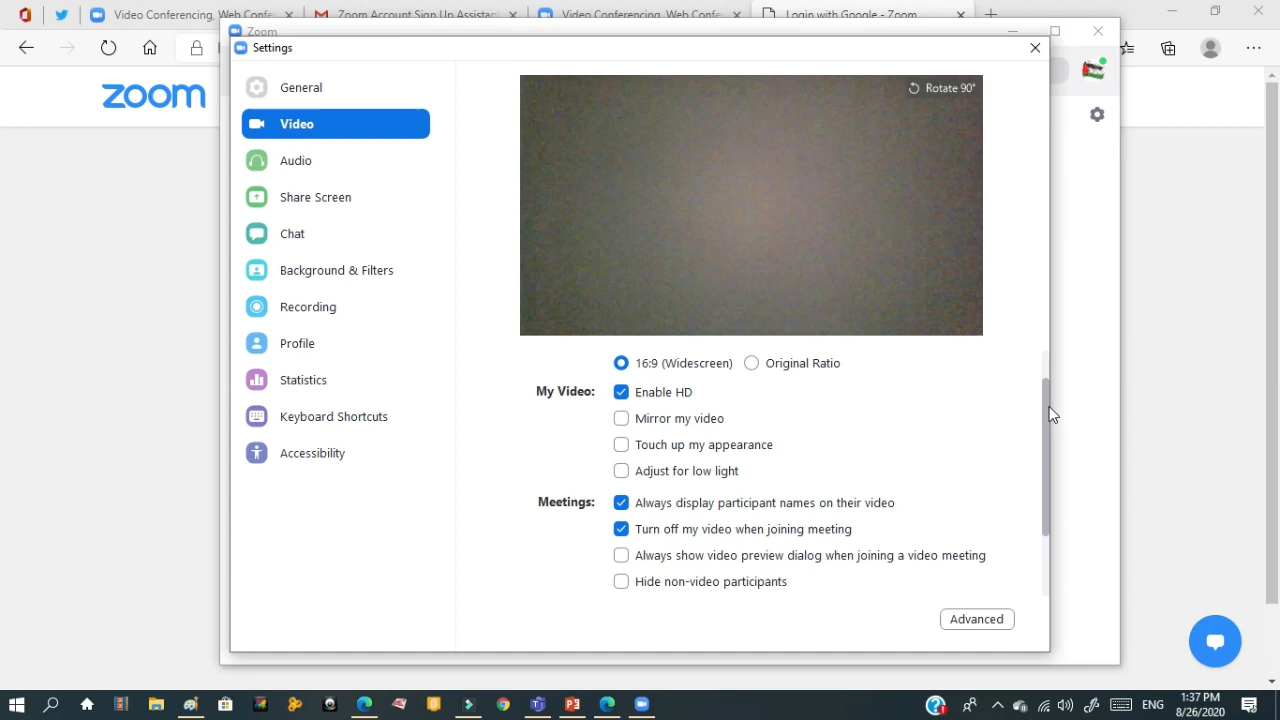 Video Conferencing, Web Confe
Zoom Account Sign Up Assistan
Video Conferencing, Web Confe
Login with Google - Zoom
Zoom
Settings
zoom
General
Video
Audio
Share Screen
Chat
Background & Filters
Recording
Profile
Statistics
Keyboard Shortcuts
Accessibility
Rotate 90°
16:9 (Widescreen) Original Ratio
My Video: Enable HD
Mirror my video
Touch up my appearance
Adjust for low light
Meetings: Always display participant names on their video
Turn off my video when joining meeting
Always show video preview dialog when joining a video meeting
Hide non-video participants
Advanced
ENG
1:37 PM
8/26/2020